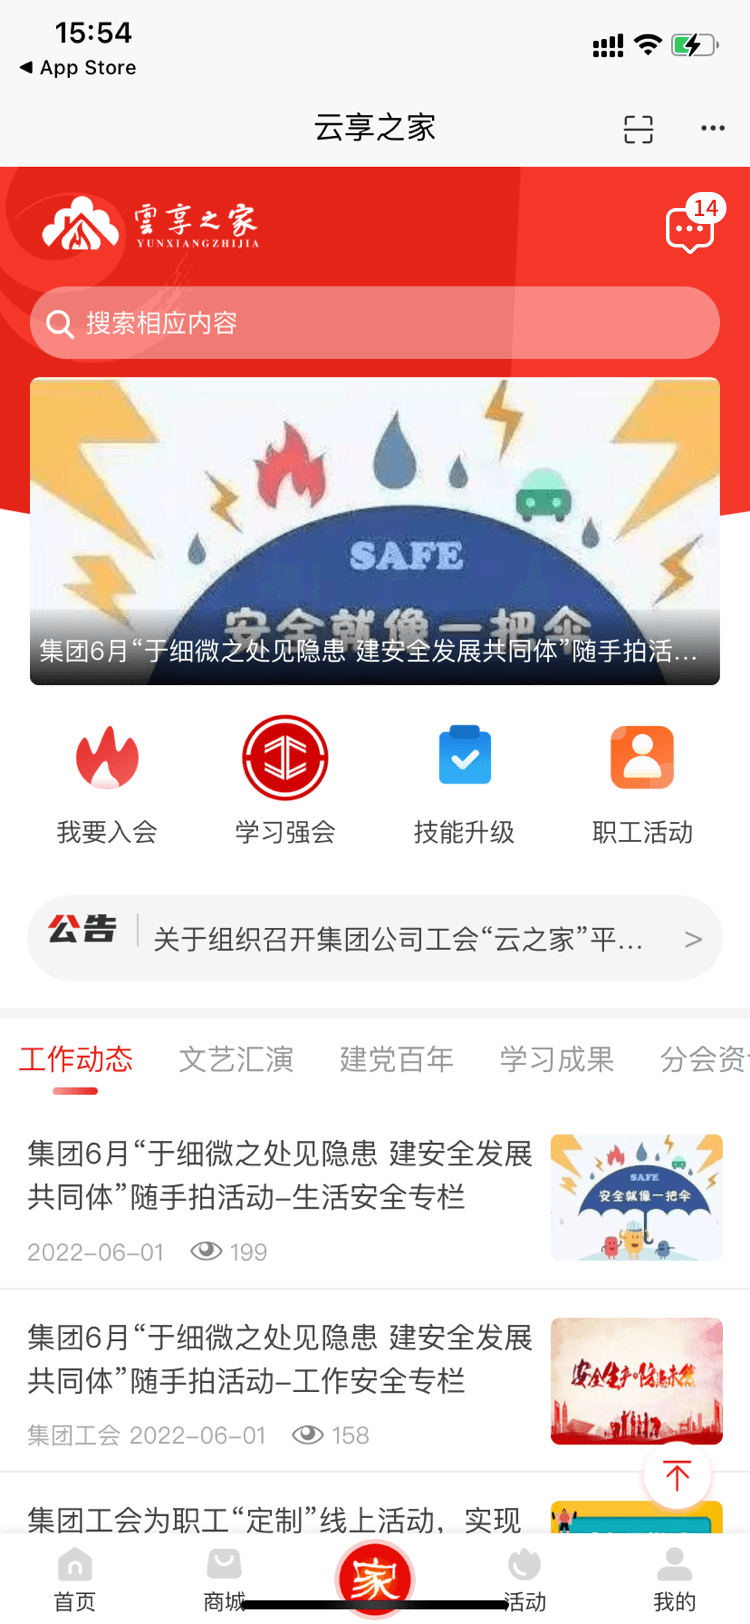 15:54
◀ App Store
云享之家
雲享之家
YUNXIANGZHIJIA
14
搜索相应内容
SAFE
安全就像一把伞
集团6月“于细微之处见隐患 建安全发展共同体”随手拍活...
我要入会
学习强会
技能升级
职工活动
公告
关于组织召开集团公司工会“云之家”平...
>
工作动态
文艺汇演
建党百年
学习成果
分会资
集团6月“于细微之处见隐患 建安全发展
共同体”随手拍活动-生活安全专栏
2022-06-01
199
SAFE
安全就像一把伞
集团6月“于细微之处见隐患 建安全发展
共同体”随手拍活动-工作安全专栏
集团工会 2022-06-01
158
安全生产·防患未然
集团工会为职工“定制”线上活动，实现
首页
商城
家
活动
我的